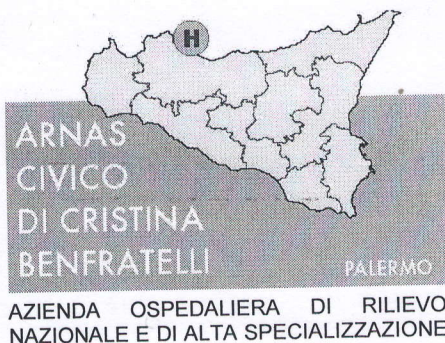 H
ARNAS
CIVICO
DI CRISTINA
BENFRATELLI
PALERMO
AZIENDA OSPEDALIERA DI RILIEVO
NAZIONALE E DI ALTA SPECIALIZZAZIONE